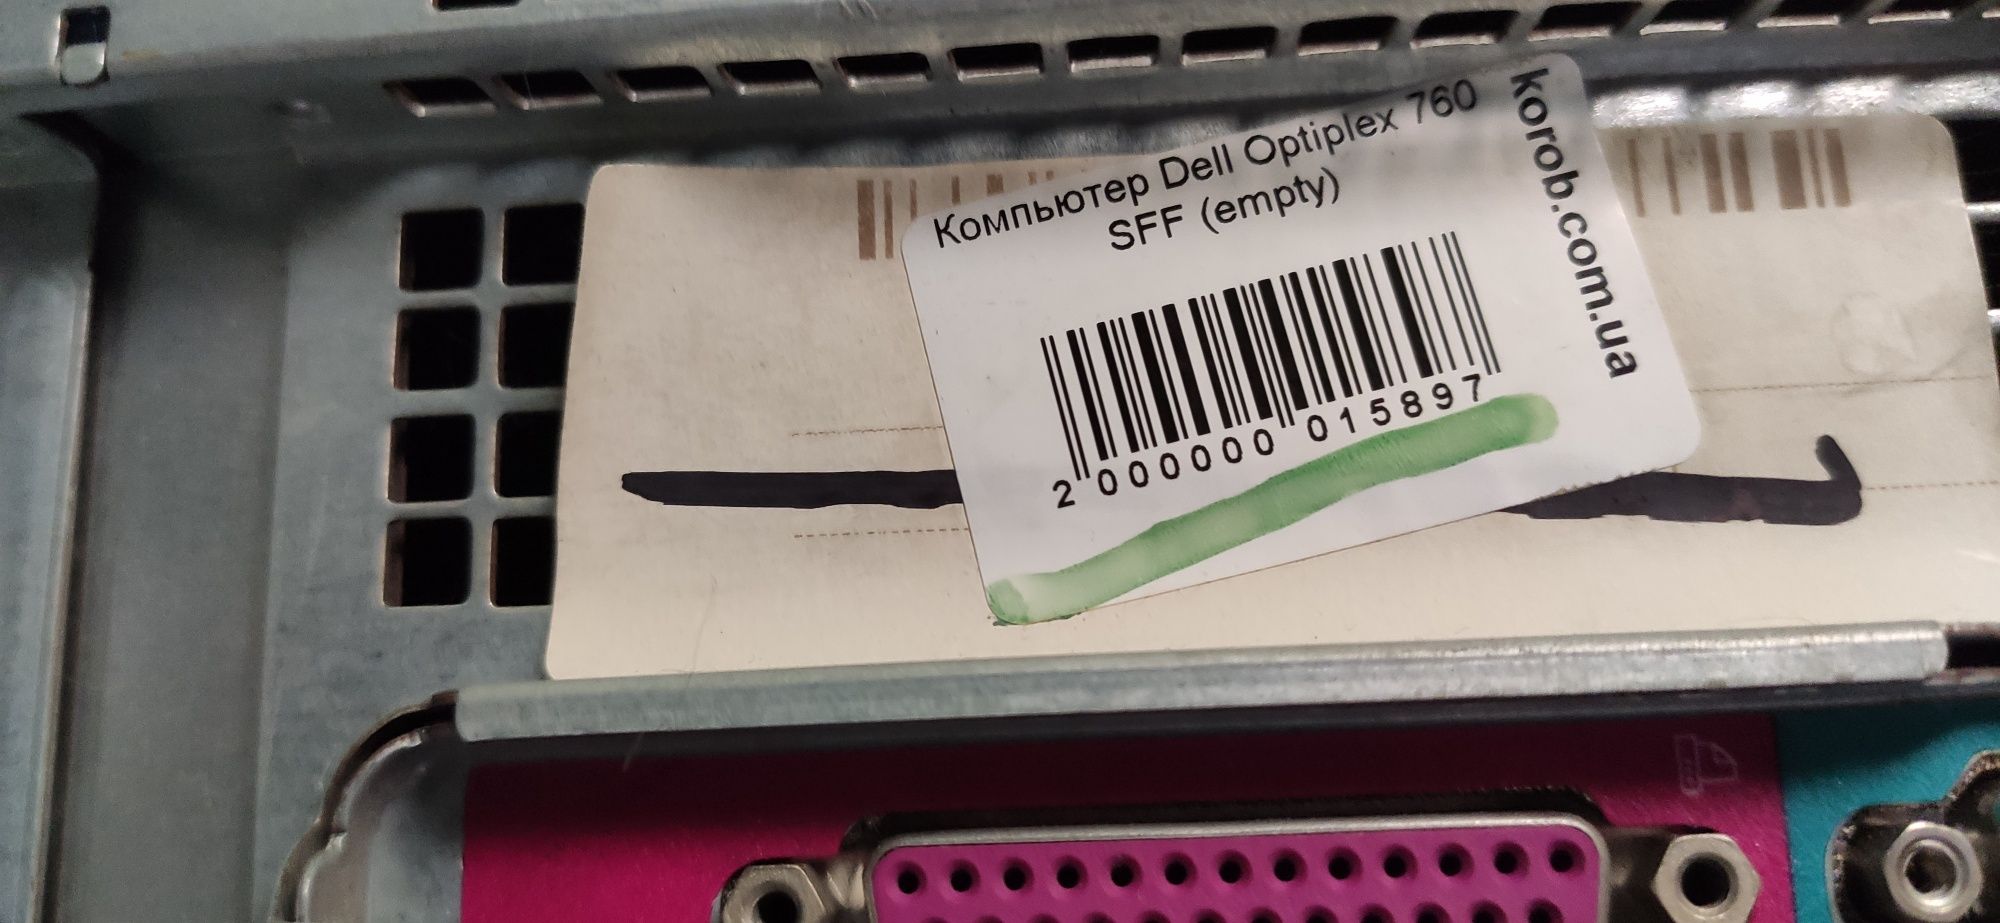 Компьютер Dell Optiplex 760
SFF (empty)
2 000000 015897
korob.com.ua